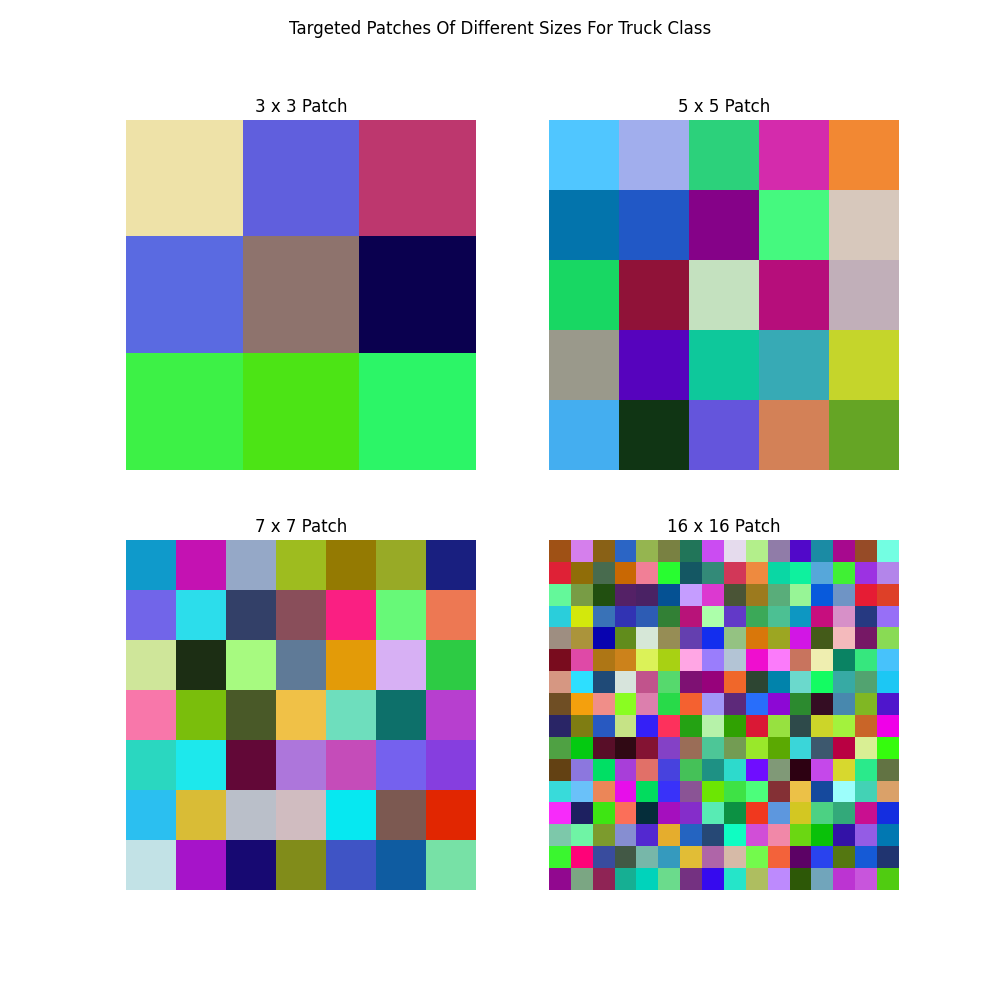 Targeted Patches Of Different Sizes For Truck Class
3 x 3 Patch
5 x 5 Patch
7 x 7 Patch
16 x 16 Patch